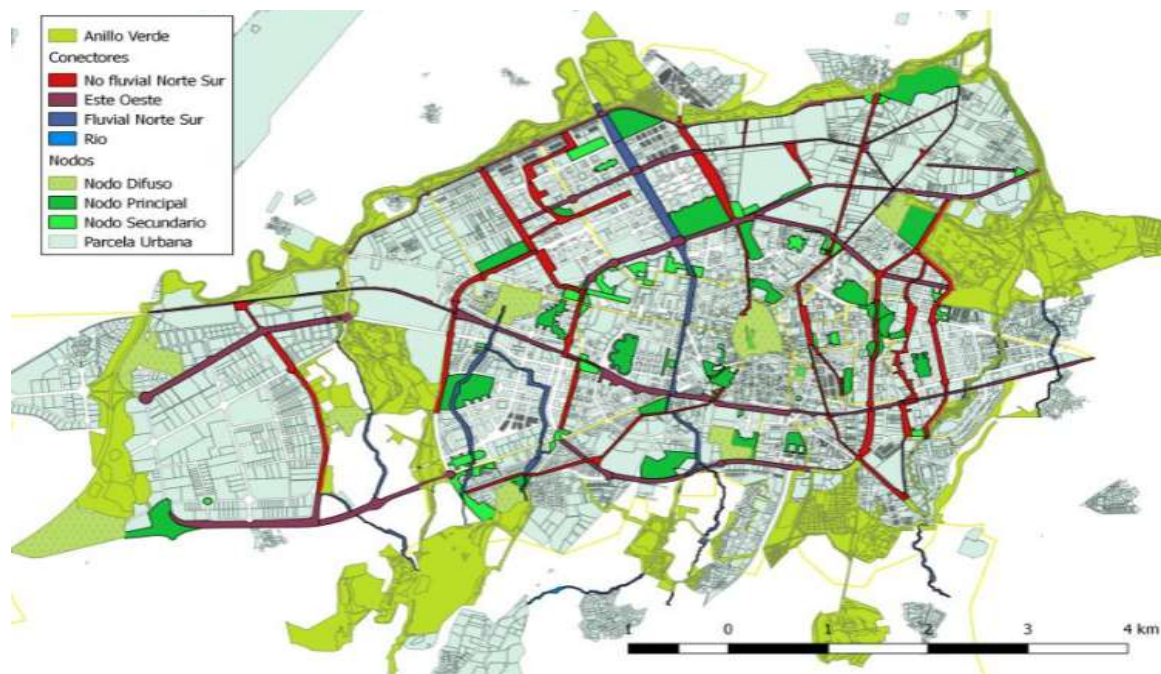 Anillo Verde
Conectores
No fluvial Norte Sur
Este Oeste
Fluvial Norte Sur
Rio
Nodos
Nodo Difuso
Nodo Principal
Nodo Secundario
Parcela Urbana
1 0 1 2 3 4 km